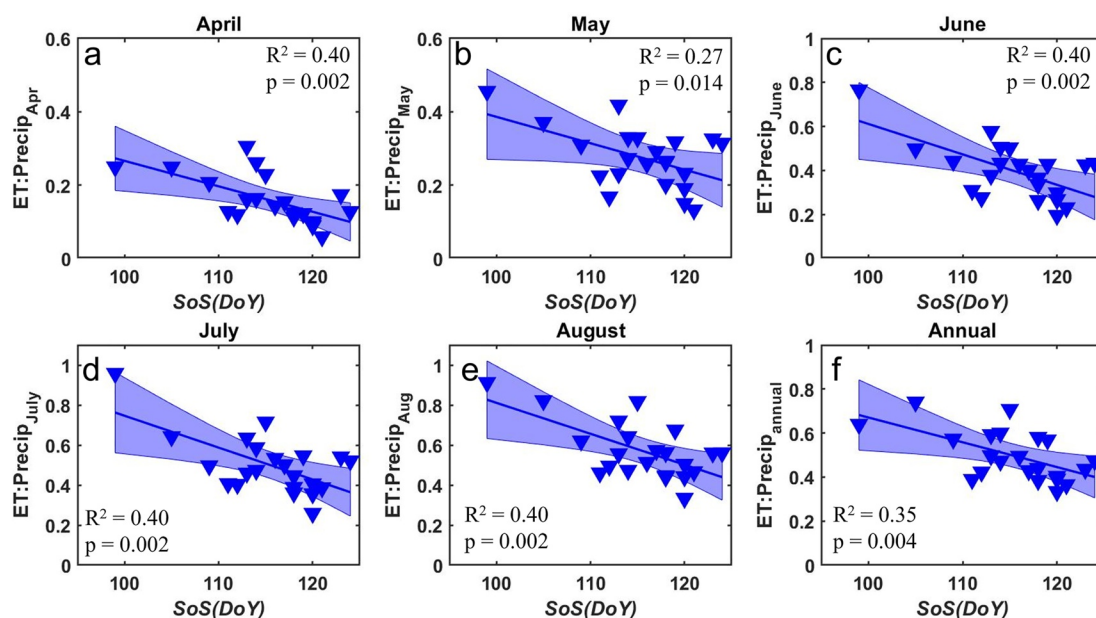 April
a
R² = 0.40
p = 0.002
0.6
0.4
0.2
0
ET:Precip_Apr
100
110
120
SoS(DoY)
May
b
R² = 0.27
p = 0.014
0.6
0.4
0.2
0
ET:Precip_May
100
110
120
SoS(DoY)
June
c
R² = 0.40
p = 0.002
1
0.8
0.6
0.4
0.2
0
ET:Precip_June
100
110
120
SoS(DoY)
July
d
1
0.8
0.6
0.4
0.2
0
ET:Precip_July
R² = 0.40
p = 0.002
100
110
120
SoS(DoY)
August
e
1
0.8
0.6
0.4
0.2
0
ET:Precip_Aug
R² = 0.40
p = 0.002
100
110
120
SoS(DoY)
Annual
f
1
0.8
0.6
0.4
0.2
0
ET:Precip_annual
R² = 0.35
p = 0.004
100
110
120
SoS(DoY)